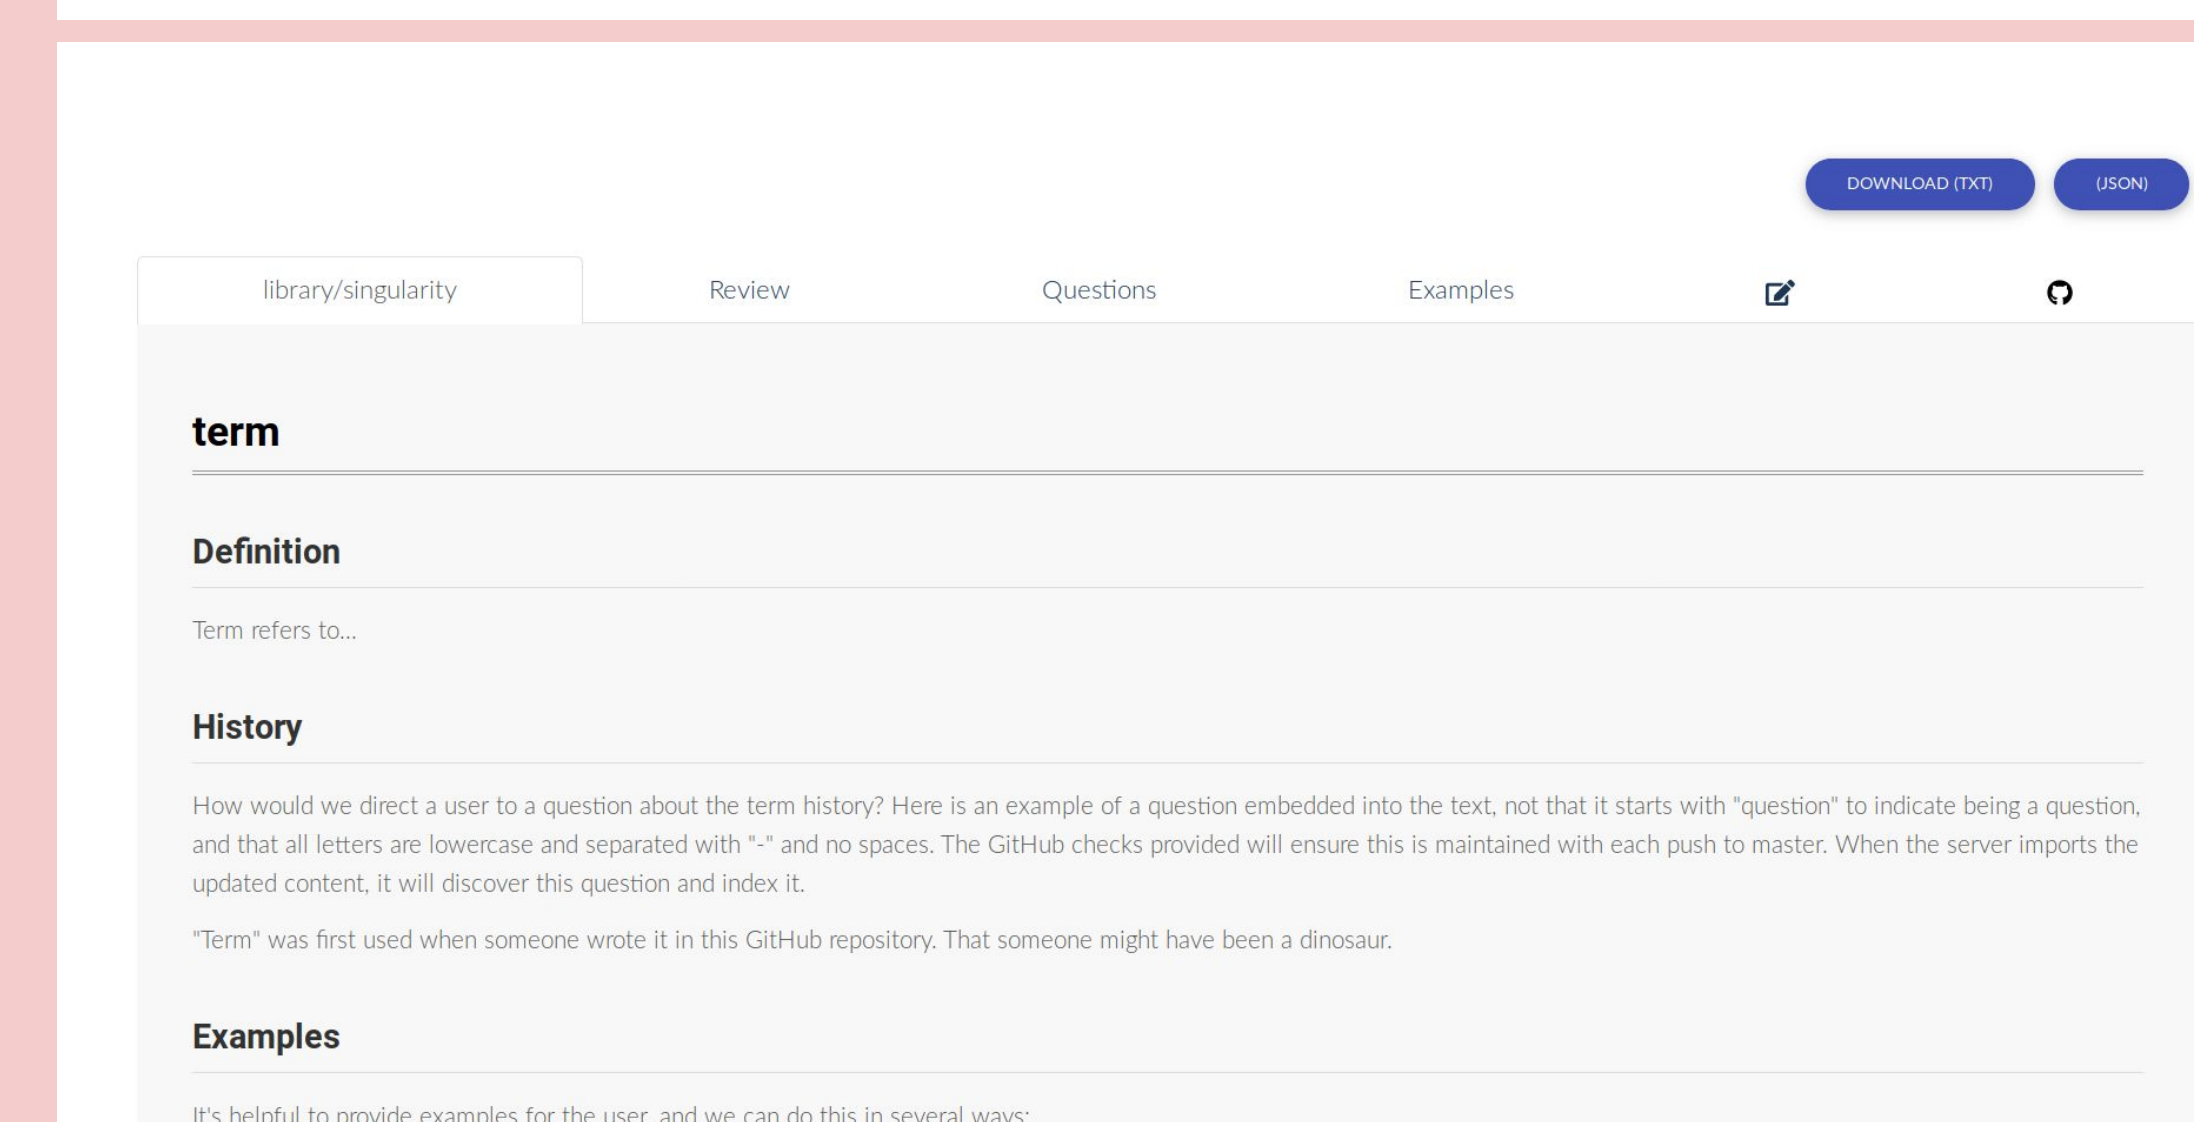 DOWNLOAD (TXT) (JSON)
library/singularity Review Questions Examples
term
Definition
Term refers to...
History
How would we direct a user to a question about the term history? Here is an example of a question embedded into the text, not that it starts with "question" to indicate being a question,
and that all letters are lowercase and separated with "-" and no spaces. The GitHub checks provided will ensure this is maintained with each push to master. When the server imports the
updated content, it will discover this question and index it.
"Term" was first used when someone wrote it in this GitHub repository. That someone might have been a dinosaur.
Examples
It's helpful to provide examples for the user, and we can do this in several ways: